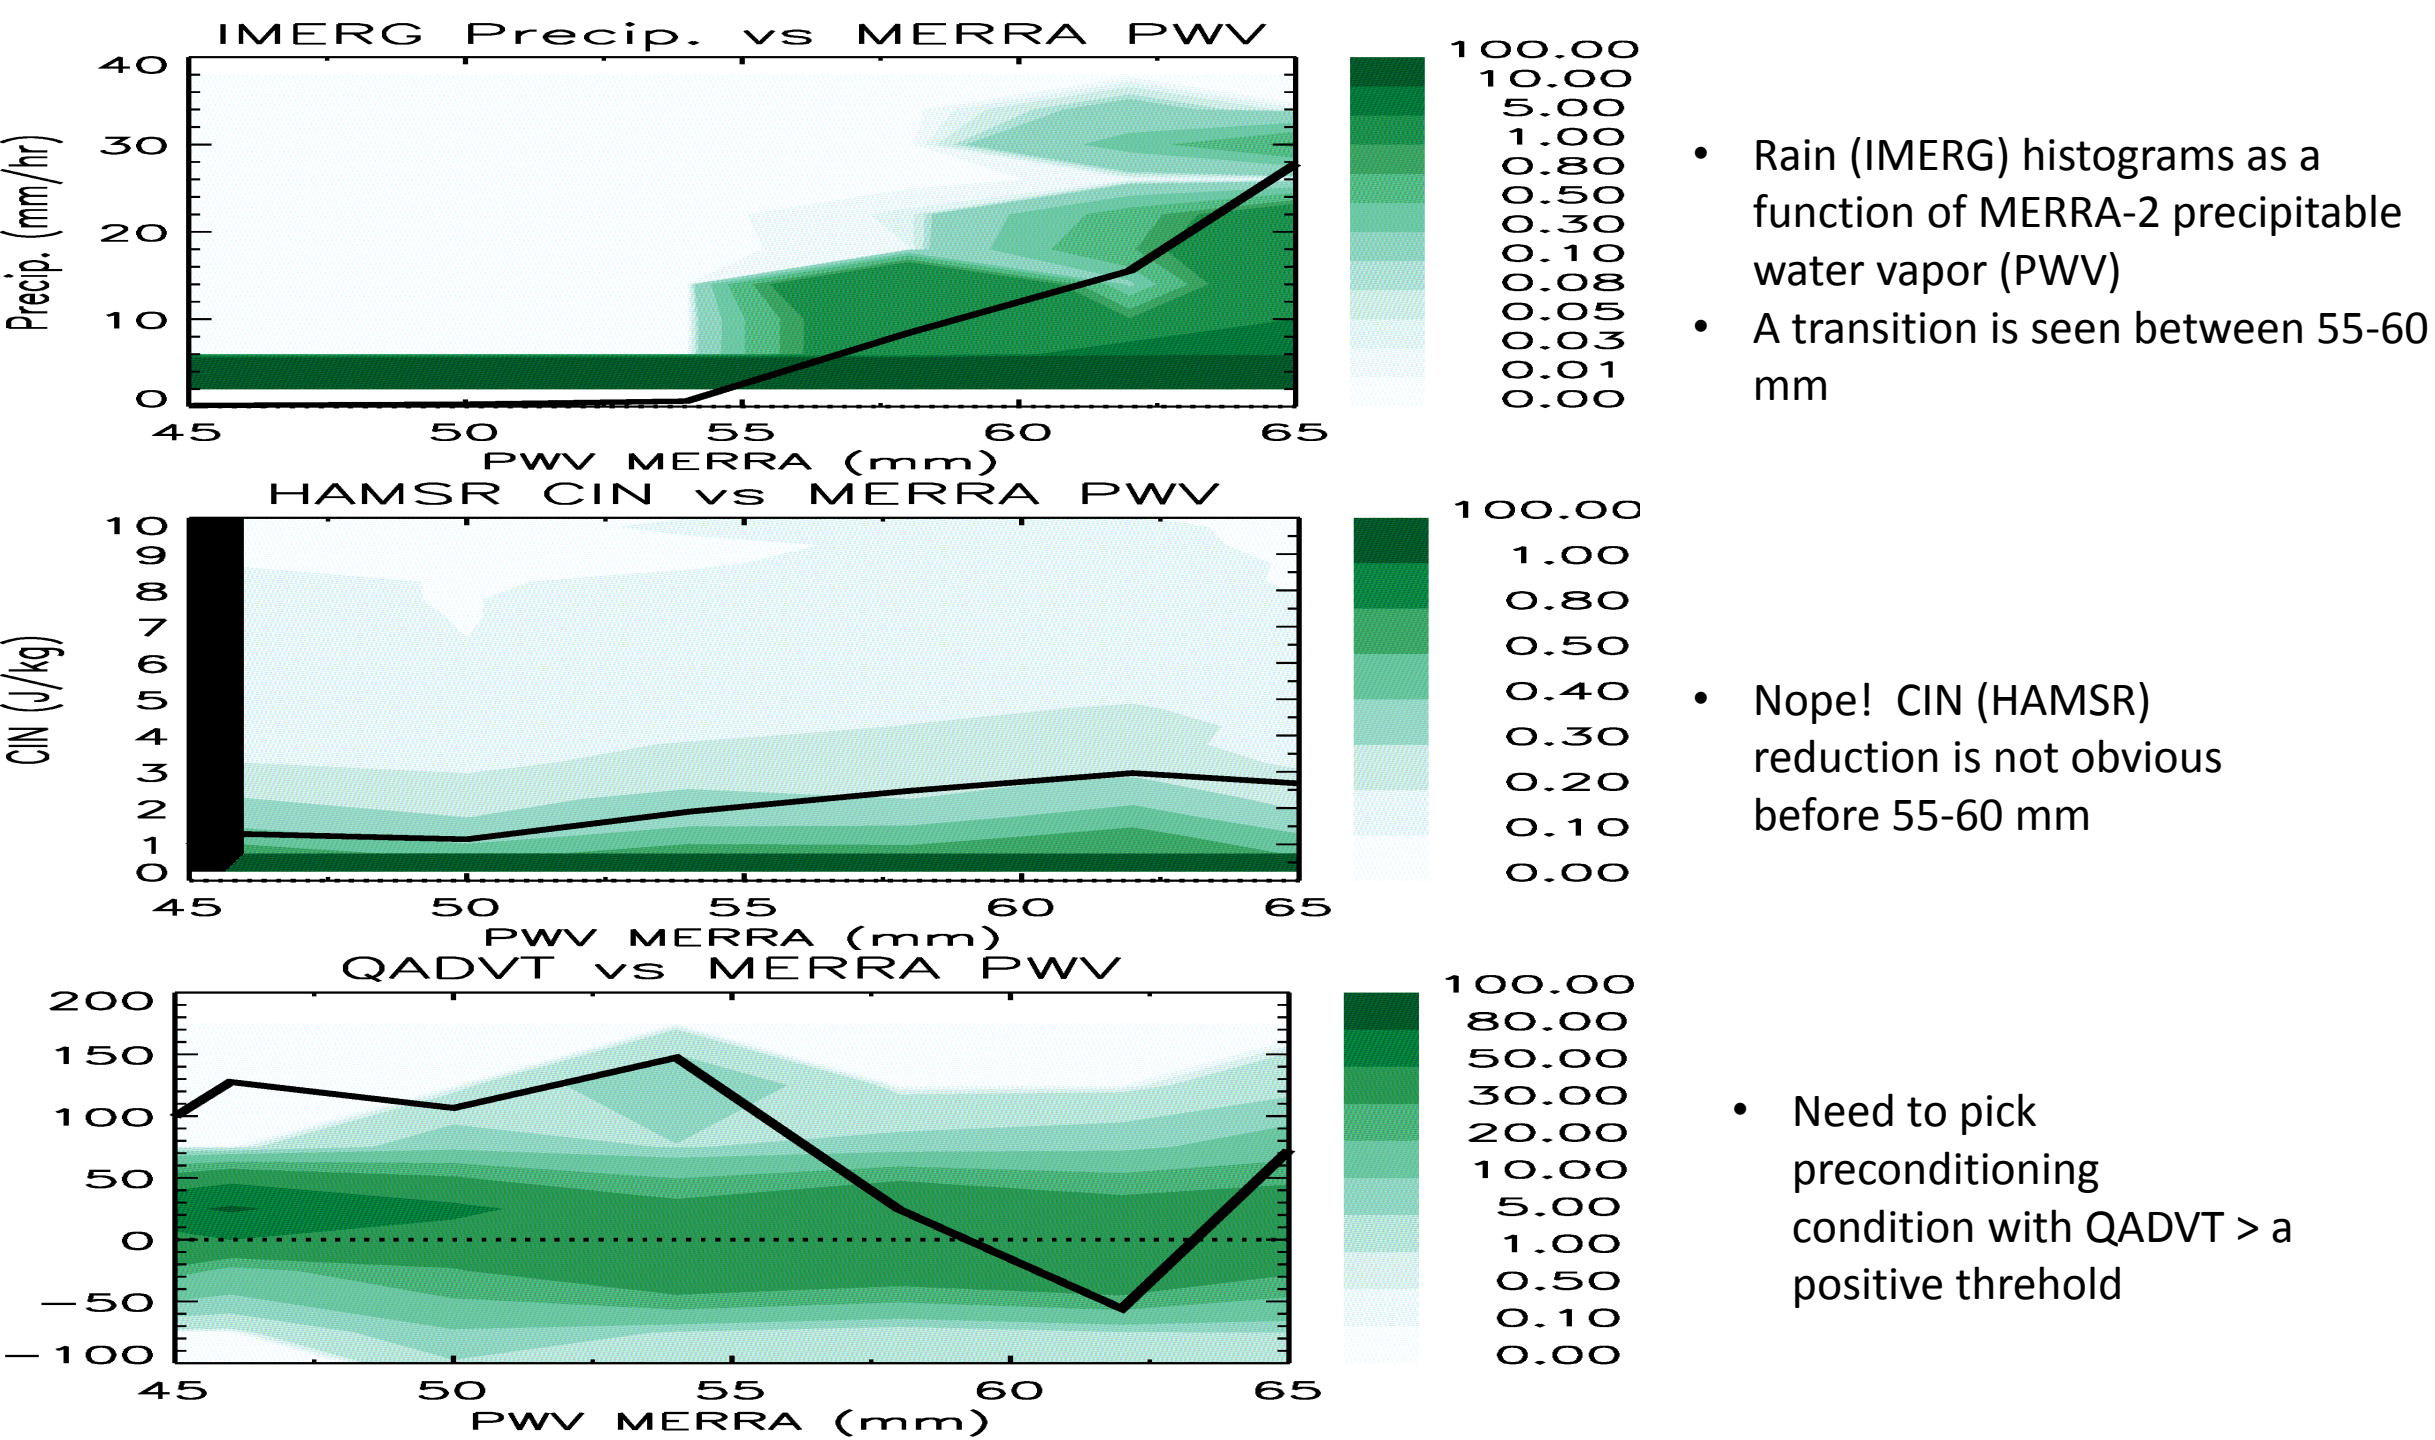 IMERG Precip. vs MERRA PWV
Precip. (mm/hr)
40
30
20
10
0
45 50 55 60 65
PWV MERRA (mm)
100.00
10.00
5.00
1.00
0.80
0.50
0.30
0.10
0.08
0.05
0.03
0.01
0.00
• Rain (IMERG) histograms as a
function of MERRA-2 precipitable
water vapor (PWV)
• A transition is seen between 55-60
mm
HAMSR CIN vs MERRA PWV
CIN (J/kg)
10
9
8
7
6
5
4
3
2
1
0
45 50 55 60 65
PWV MERRA (mm)
100.00
1.00
0.80
0.50
0.40
0.30
0.20
0.10
0.00
• Nope! CIN (HAMSR)
reduction is not obvious
before 55-60 mm
QADVT vs MERRA PWV
200
150
100
50
0
−50
−100
45 50 55 60 65
PWV MERRA (mm)
100.00
80.00
50.00
30.00
20.00
10.00
5.00
1.00
0.50
0.10
0.00
• Need to pick
preconditioning
condition with QADVT > a
positive threhold